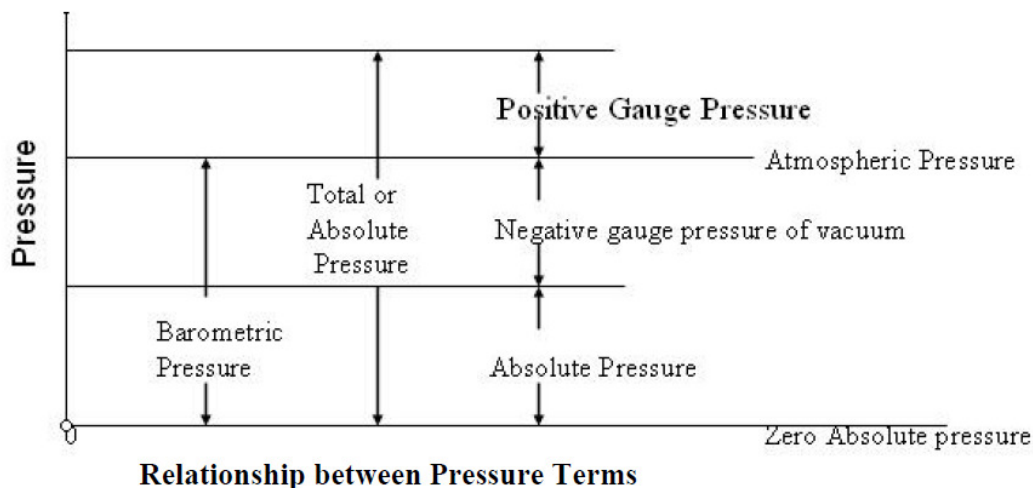 Positive Gauge Pressure
Atmospheric Pressure
Total or
Absolute
Pressure
Negative gauge pressure of vacuum
Pressure
Barometric
Pressure
Absolute Pressure
0
Zero Absolute pressure
Relationship between Pressure Terms